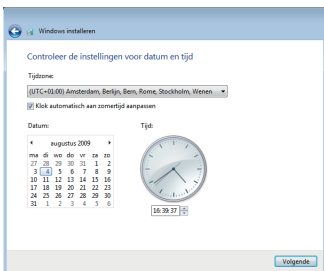 Windows installeren
Controleer de instellingen voor datum en tijd
Tijdzone:
(UTC+01:00) Amsterdam, Berlijn, Bern, Rome, Stockholm, Wenen
Klok automatisch aan zomertijd aanpassen
Datum:
Tijd:
augustus 2009
ma di wo do vr za zo
27 28 29 30 31 1 2
3 4 5 6 7 8 9
10 11 12 13 14 15 16
17 18 19 20 21 22 23
24 25 26 27 28 29 30
31 1 2 3 4 5 6
16:39:37
Volgende